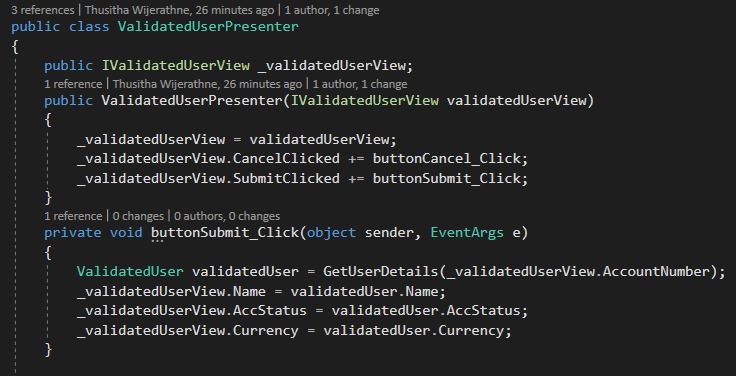 3 references | Thusitha Wijerathne, 26 minutes ago | 1 author, 1 change
public class ValidatedUserPresenter
{
public IValidatedUserView _validatedUserView;
1 reference | Thusitha Wijerathne, 26 minutes ago | 1 author, 1 change
public ValidatedUserPresenter(IValidatedUserView validatedUserView)
{
_validatedUserView = validatedUserView;
_validatedUserView.CancelClicked += buttonCancel_Click;
_validatedUserView.SubmitClicked += buttonSubmit_Click;
}
1 reference | 0 changes | 0 authors, 0 changes
private void buttonSubmit_Click(object sender, EventArgs e)
{
ValidatedUser validatedUser = GetUserDetails(_validatedUserView.AccountNumber);
_validatedUserView.Name = validatedUser.Name;
_validatedUserView.AccStatus = validatedUser.AccStatus;
_validatedUserView.Currency = validatedUser.Currency;
}